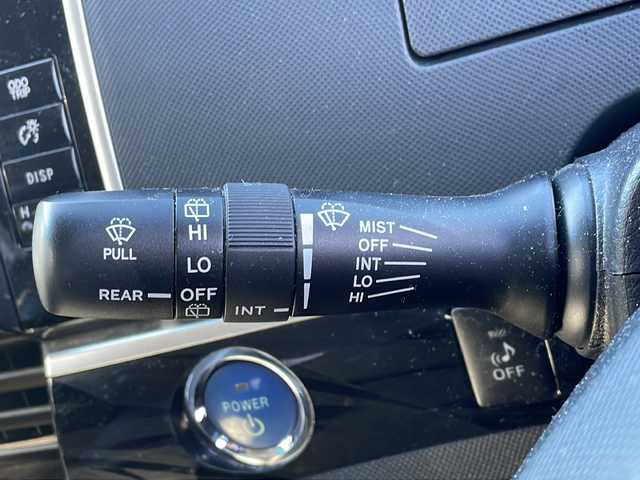 ODO
TRIP
DISP
H
PULL
REAR
HI
LO
OFF
INT
MIST
OFF
INT
LO
HI
POWER
OFF